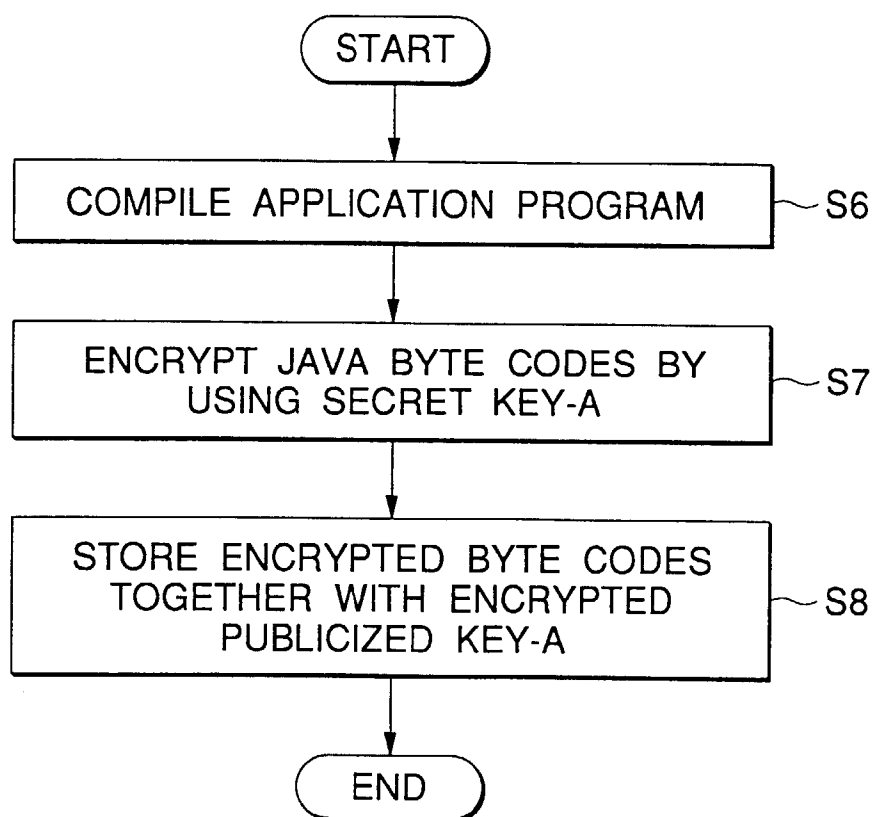 START
COMPILE APPLICATION PROGRAM
S6
ENCRYPT JAVA BYTE CODES BY
USING SECRET KEY-A
S7
STORE ENCRYPTED BYTE CODES
TOGETHER WITH ENCRYPTED
PUBLICIZED KEY-A
S8
END